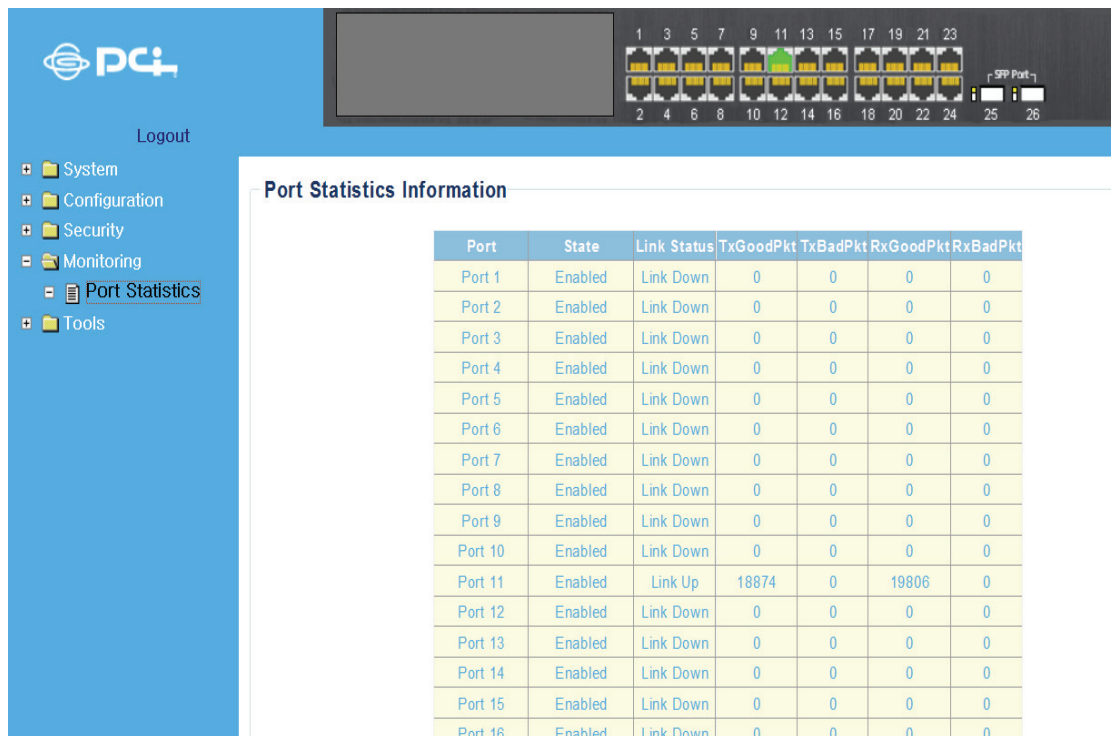 PCi
1 3 5 7 9 11 13 15 17 19 21 23
SFP Port
2 4 6 8 10 12 14 16 18 20 22 24 25 26
Logout
System
Configuration
Security
Monitoring
Port Statistics
Tools
Port Statistics Information
Port State Link Status TxGoodPkt TxBadPkt RxGoodPkt RxBadPkt
Port 1 Enabled Link Down 0 0 0 0
Port 2 Enabled Link Down 0 0 0 0
Port 3 Enabled Link Down 0 0 0 0
Port 4 Enabled Link Down 0 0 0 0
Port 5 Enabled Link Down 0 0 0 0
Port 6 Enabled Link Down 0 0 0 0
Port 7 Enabled Link Down 0 0 0 0
Port 8 Enabled Link Down 0 0 0 0
Port 9 Enabled Link Down 0 0 0 0
Port 10 Enabled Link Down 0 0 0 0
Port 11 Enabled Link Up 18874 0 19806 0
Port 12 Enabled Link Down 0 0 0 0
Port 13 Enabled Link Down 0 0 0 0
Port 14 Enabled Link Down 0 0 0 0
Port 15 Enabled Link Down 0 0 0 0
Port 16 Enabled Link Down 0 0 0 0